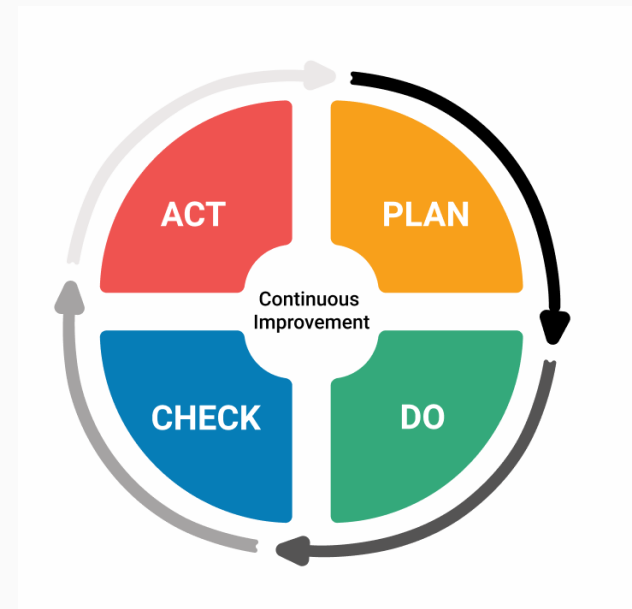 ACT
PLAN
Continuous
Improvement
CHECK
DO